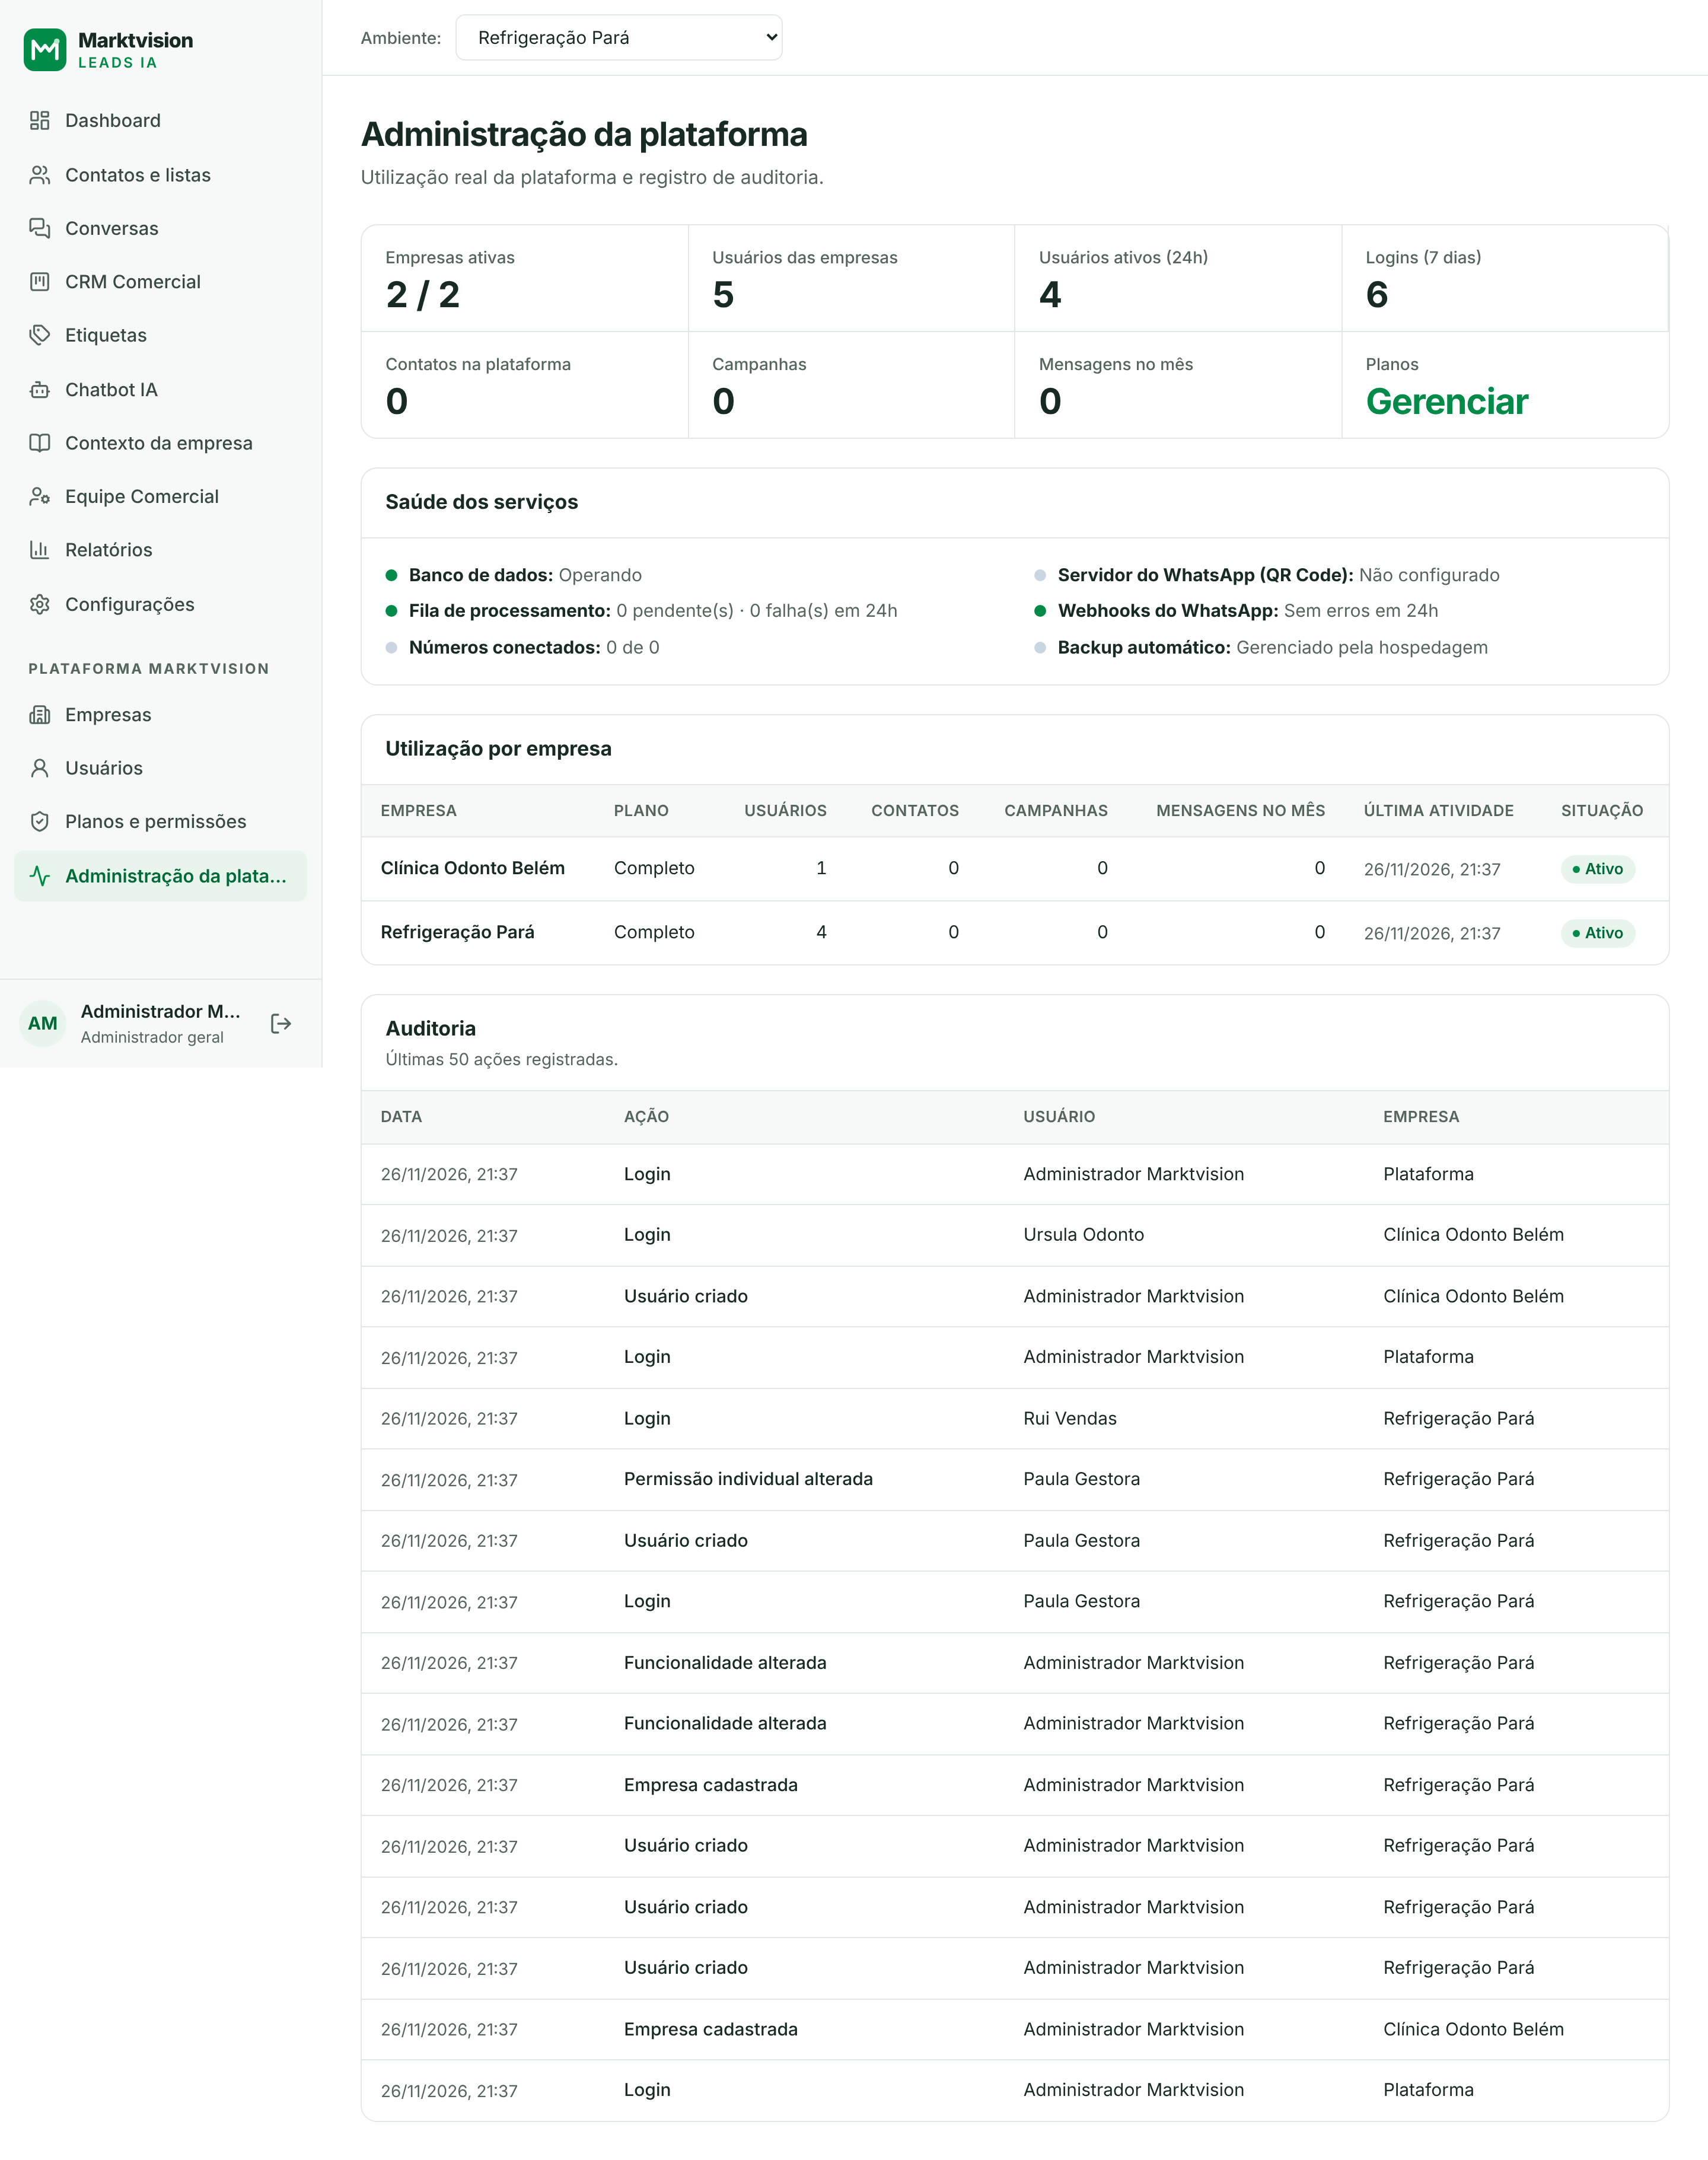 Marktvision
LEADS IA
Dashboard
Contatos e listas
Conversas
CRM Comercial
Etiquetas
Chatbot IA
Contexto da empresa
Equipe Comercial
Relatórios
Configurações
PLATAFORMA MARKTVISION
Empresas
Usuários
Planos e permissões
Administração da plata...
AM
Administrador M...
Administrador geral
Ambiente: Refrigeração Pará
Administração da plataforma
Utilização real da plataforma e registro de auditoria.
Empresas ativas
2 / 2
Usuários das empresas
5
Usuários ativos (24h)
4
Logins (7 dias)
6
Contatos na plataforma
0
Campanhas
0
Mensagens no mês
0
Planos
Gerenciar
Saúde dos serviços
Banco de dados: Operando
Servidor do WhatsApp (QR Code): Não configurado
Fila de processamento: 0 pendente(s) · 0 falha(s) em 24h
Webhooks do WhatsApp: Sem erros em 24h
Números conectados: 0 de 0
Backup automático: Gerenciado pela hospedagem
Utilização por empresa
EMPRESA PLANO USUÁRIOS CONTATOS CAMPANHAS MENSAGENS NO MÊS ÚLTIMA ATIVIDADE SITUAÇÃO
Clínica Odonto Belém Completo 1 0 0 0 26/11/2026, 21:37 Ativo
Refrigeração Pará Completo 4 0 0 0 26/11/2026, 21:37 Ativo
Auditoria
Últimas 50 ações registradas.
DATA AÇÃO USUÁRIO EMPRESA
26/11/2026, 21:37 Login Administrador Marktvision Plataforma
26/11/2026, 21:37 Login Ursula Odonto Clínica Odonto Belém
26/11/2026, 21:37 Usuário criado Administrador Marktvision Clínica Odonto Belém
26/11/2026, 21:37 Login Administrador Marktvision Plataforma
26/11/2026, 21:37 Login Rui Vendas Refrigeração Pará
26/11/2026, 21:37 Permissão individual alterada Paula Gestora Refrigeração Pará
26/11/2026, 21:37 Usuário criado Paula Gestora Refrigeração Pará
26/11/2026, 21:37 Login Paula Gestora Refrigeração Pará
26/11/2026, 21:37 Funcionalidade alterada Administrador Marktvision Refrigeração Pará
26/11/2026, 21:37 Funcionalidade alterada Administrador Marktvision Refrigeração Pará
26/11/2026, 21:37 Empresa cadastrada Administrador Marktvision Refrigeração Pará
26/11/2026, 21:37 Usuário criado Administrador Marktvision Refrigeração Pará
26/11/2026, 21:37 Usuário criado Administrador Marktvision Refrigeração Pará
26/11/2026, 21:37 Usuário criado Administrador Marktvision Refrigeração Pará
26/11/2026, 21:37 Empresa cadastrada Administrador Marktvision Clínica Odonto Belém
26/11/2026, 21:37 Login Administrador Marktvision Plataforma